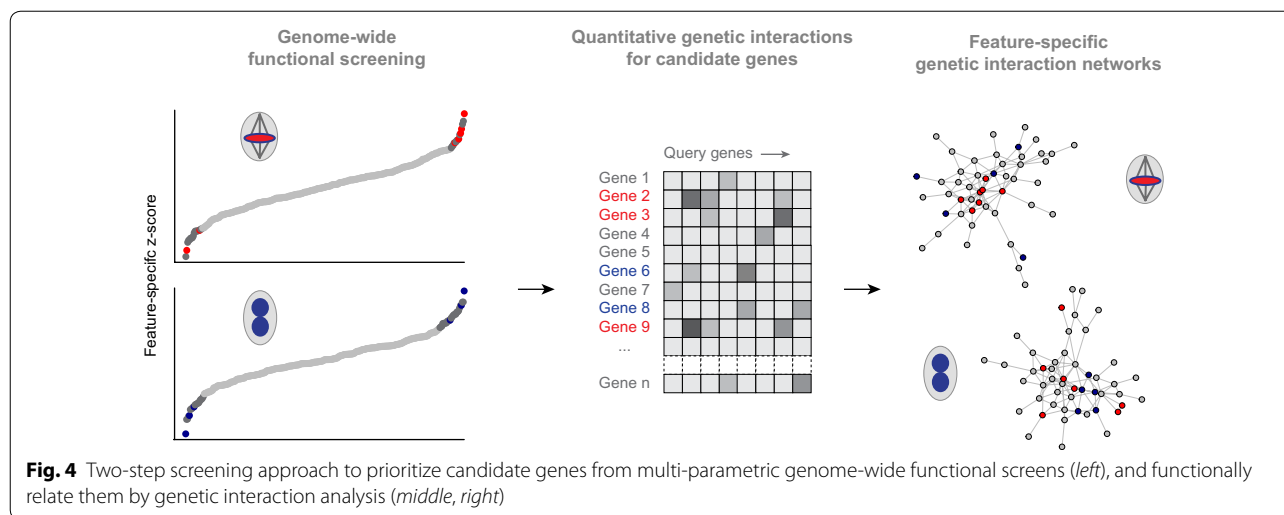 Genome-wide
functional screening
Quantitative genetic interactions
for candidate genes
Feature-specific
genetic interaction networks
Feature-specifc z-score
Query genes
Gene 1
Gene 2
Gene 3
Gene 4
Gene 5
Gene 6
Gene 7
Gene 8
Gene 9
...
Gene n
Fig. 4 Two-step screening approach to prioritize candidate genes from multi-parametric genome-wide functional screens (left), and functionally
relate them by genetic interaction analysis (middle, right)